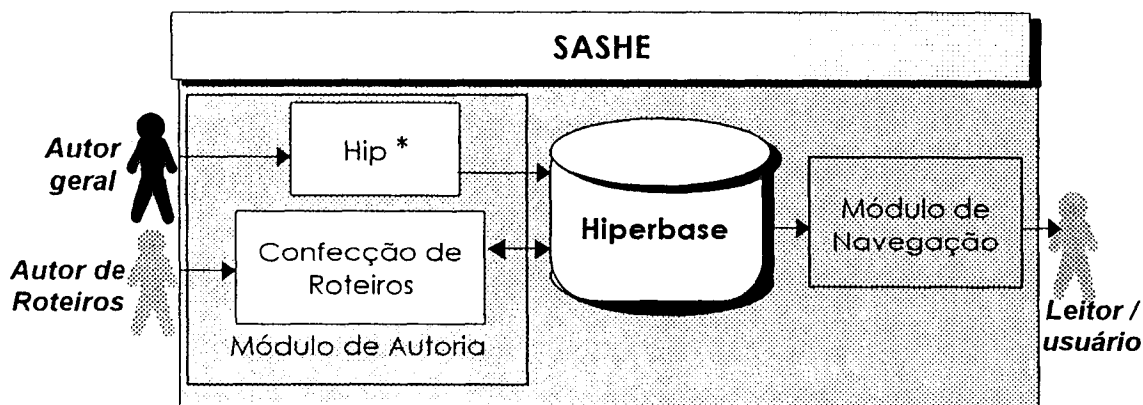 SASHE
Autor
geral
Hip *
Hiperbase
Módulo de
Navegação
Autor de
Roteiros
Confecção de
Roteiros
Módulo de Autoria
Leitor /
usuário